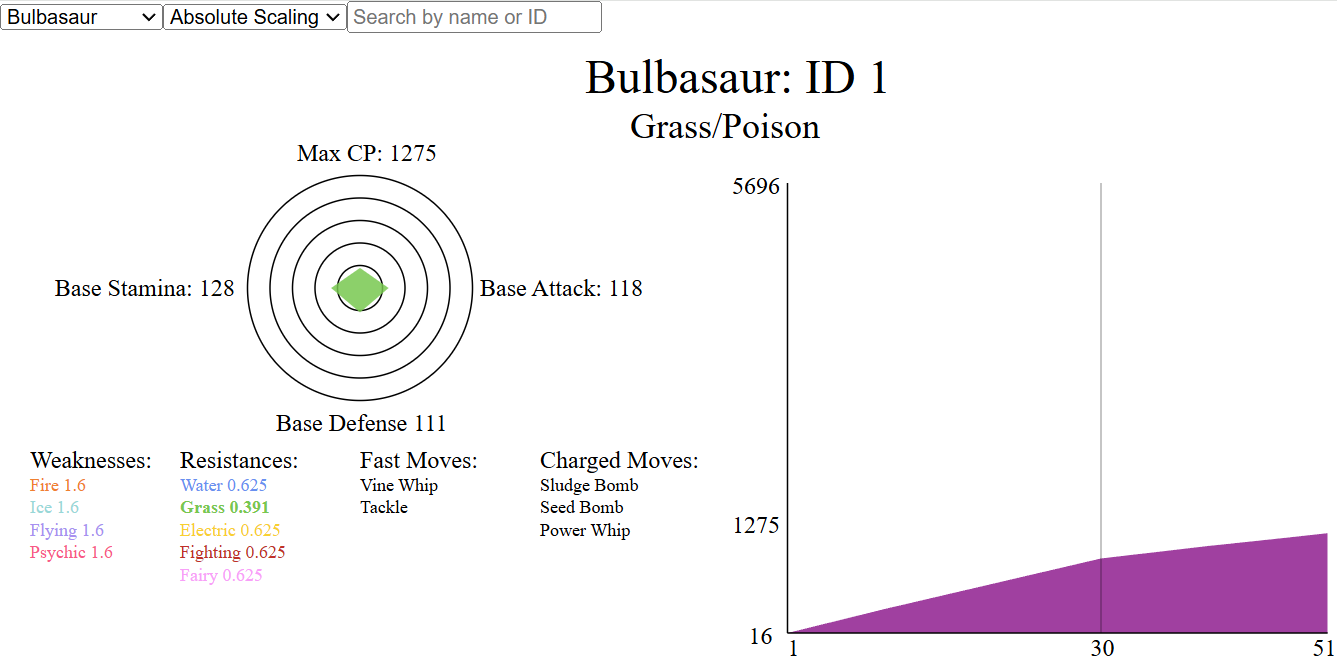 Bulbasaur Absolute Scaling Search by name or ID
Bulbasaur: ID 1
Grass/Poison
Max CP: 1275
Base Stamina: 128
Base Attack: 118
Base Defense 111
Weaknesses:
Fire 1.6
Ice 1.6
Flying 1.6
Psychic 1.6
Resistances:
Water 0.625
Grass 0.391
Electric 0.625
Fighting 0.625
Fairy 0.625
Fast Moves:
Vine Whip
Tackle
Charged Moves:
Sludge Bomb
Seed Bomb
Power Whip
5696
1275
16
1 30 51